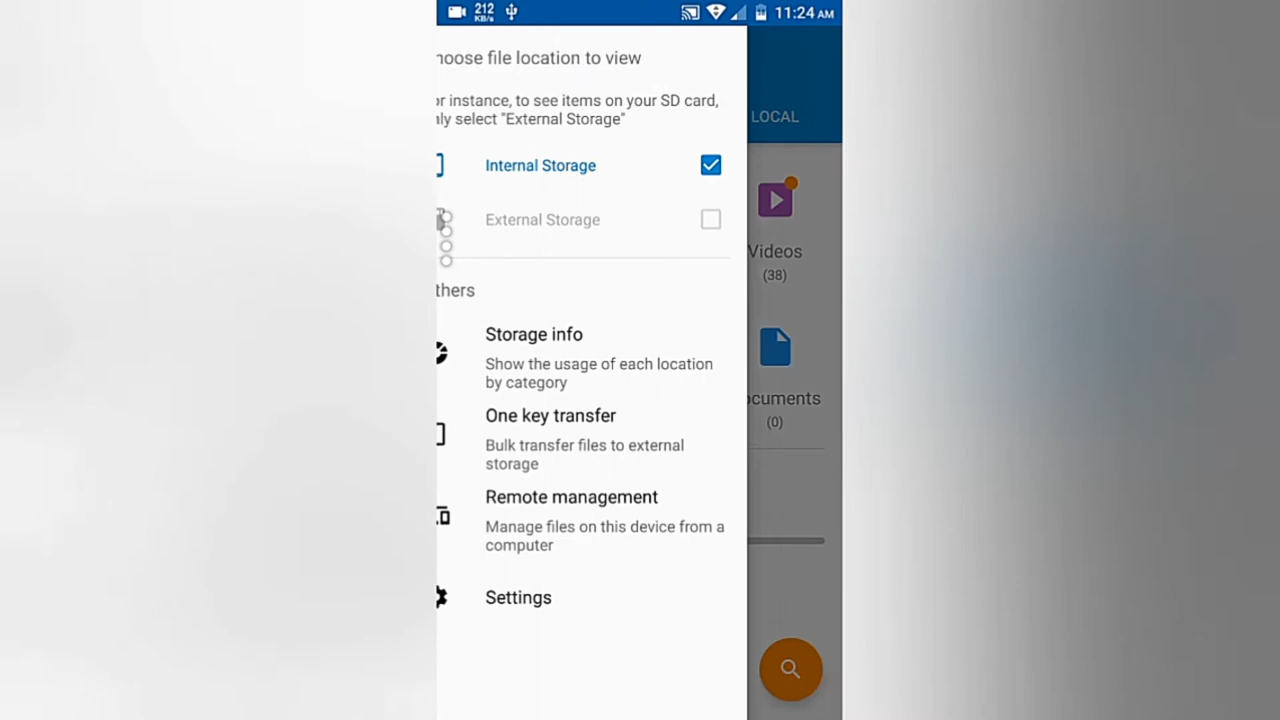 212
KB/s
11:24 AM
hoose file location to view
or instance, to see items on your SD card,
nly select "External Storage"
Internal Storage
External Storage
thers
Storage info
Show the usage of each location
by category
One key transfer
Bulk transfer files to external
storage
Remote management
Manage files on this device from a
computer
Settings
LOCAL
Videos
(38)
ocuments
(0)